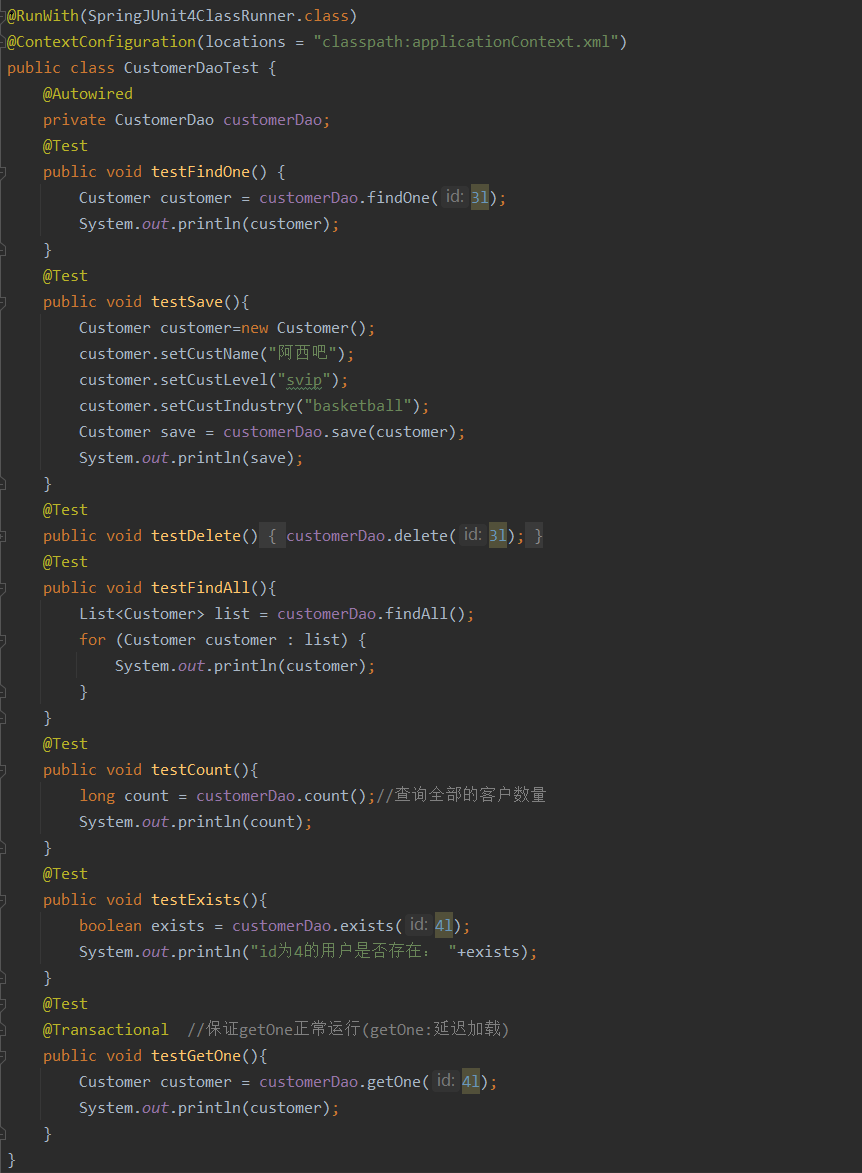 @RunWith(SpringJUnit4ClassRunner.class)
@ContextConfiguration(locations = "classpath:applicationContext.xml")
public class CustomerDaoTest {
    @Autowired
    private CustomerDao customerDao;
    @Test
    public void testFindOne() {
        Customer customer = customerDao.findOne( id: 3l);
        System.out.println(customer);
    }
    @Test
    public void testSave(){
        Customer customer=new Customer();
        customer.setCustName("阿西吧");
        customer.setCustLevel("svip");
        customer.setCustIndustry("basketball");
        Customer save = customerDao.save(customer);
        System.out.println(save);
    }
    @Test
    public void testDelete() { customerDao.delete( id: 3l); }
    @Test
    public void testFindAll(){
        List<Customer> list = customerDao.findAll();
        for (Customer customer : list) {
            System.out.println(customer);
        }
    }
    @Test
    public void testCount(){
        long count = customerDao.count();//查询全部的客户数量
        System.out.println(count);
    }
    @Test
    public void testExists(){
        boolean exists = customerDao.exists( id: 4l);
        System.out.println("id为4的用户是否存在： "+exists);
    }
    @Test
    @Transactional  //保证getOne正常运行(getOne:延迟加载)
    public void testGetOne(){
        Customer customer = customerDao.getOne( id: 4l);
        System.out.println(customer);
    }
}